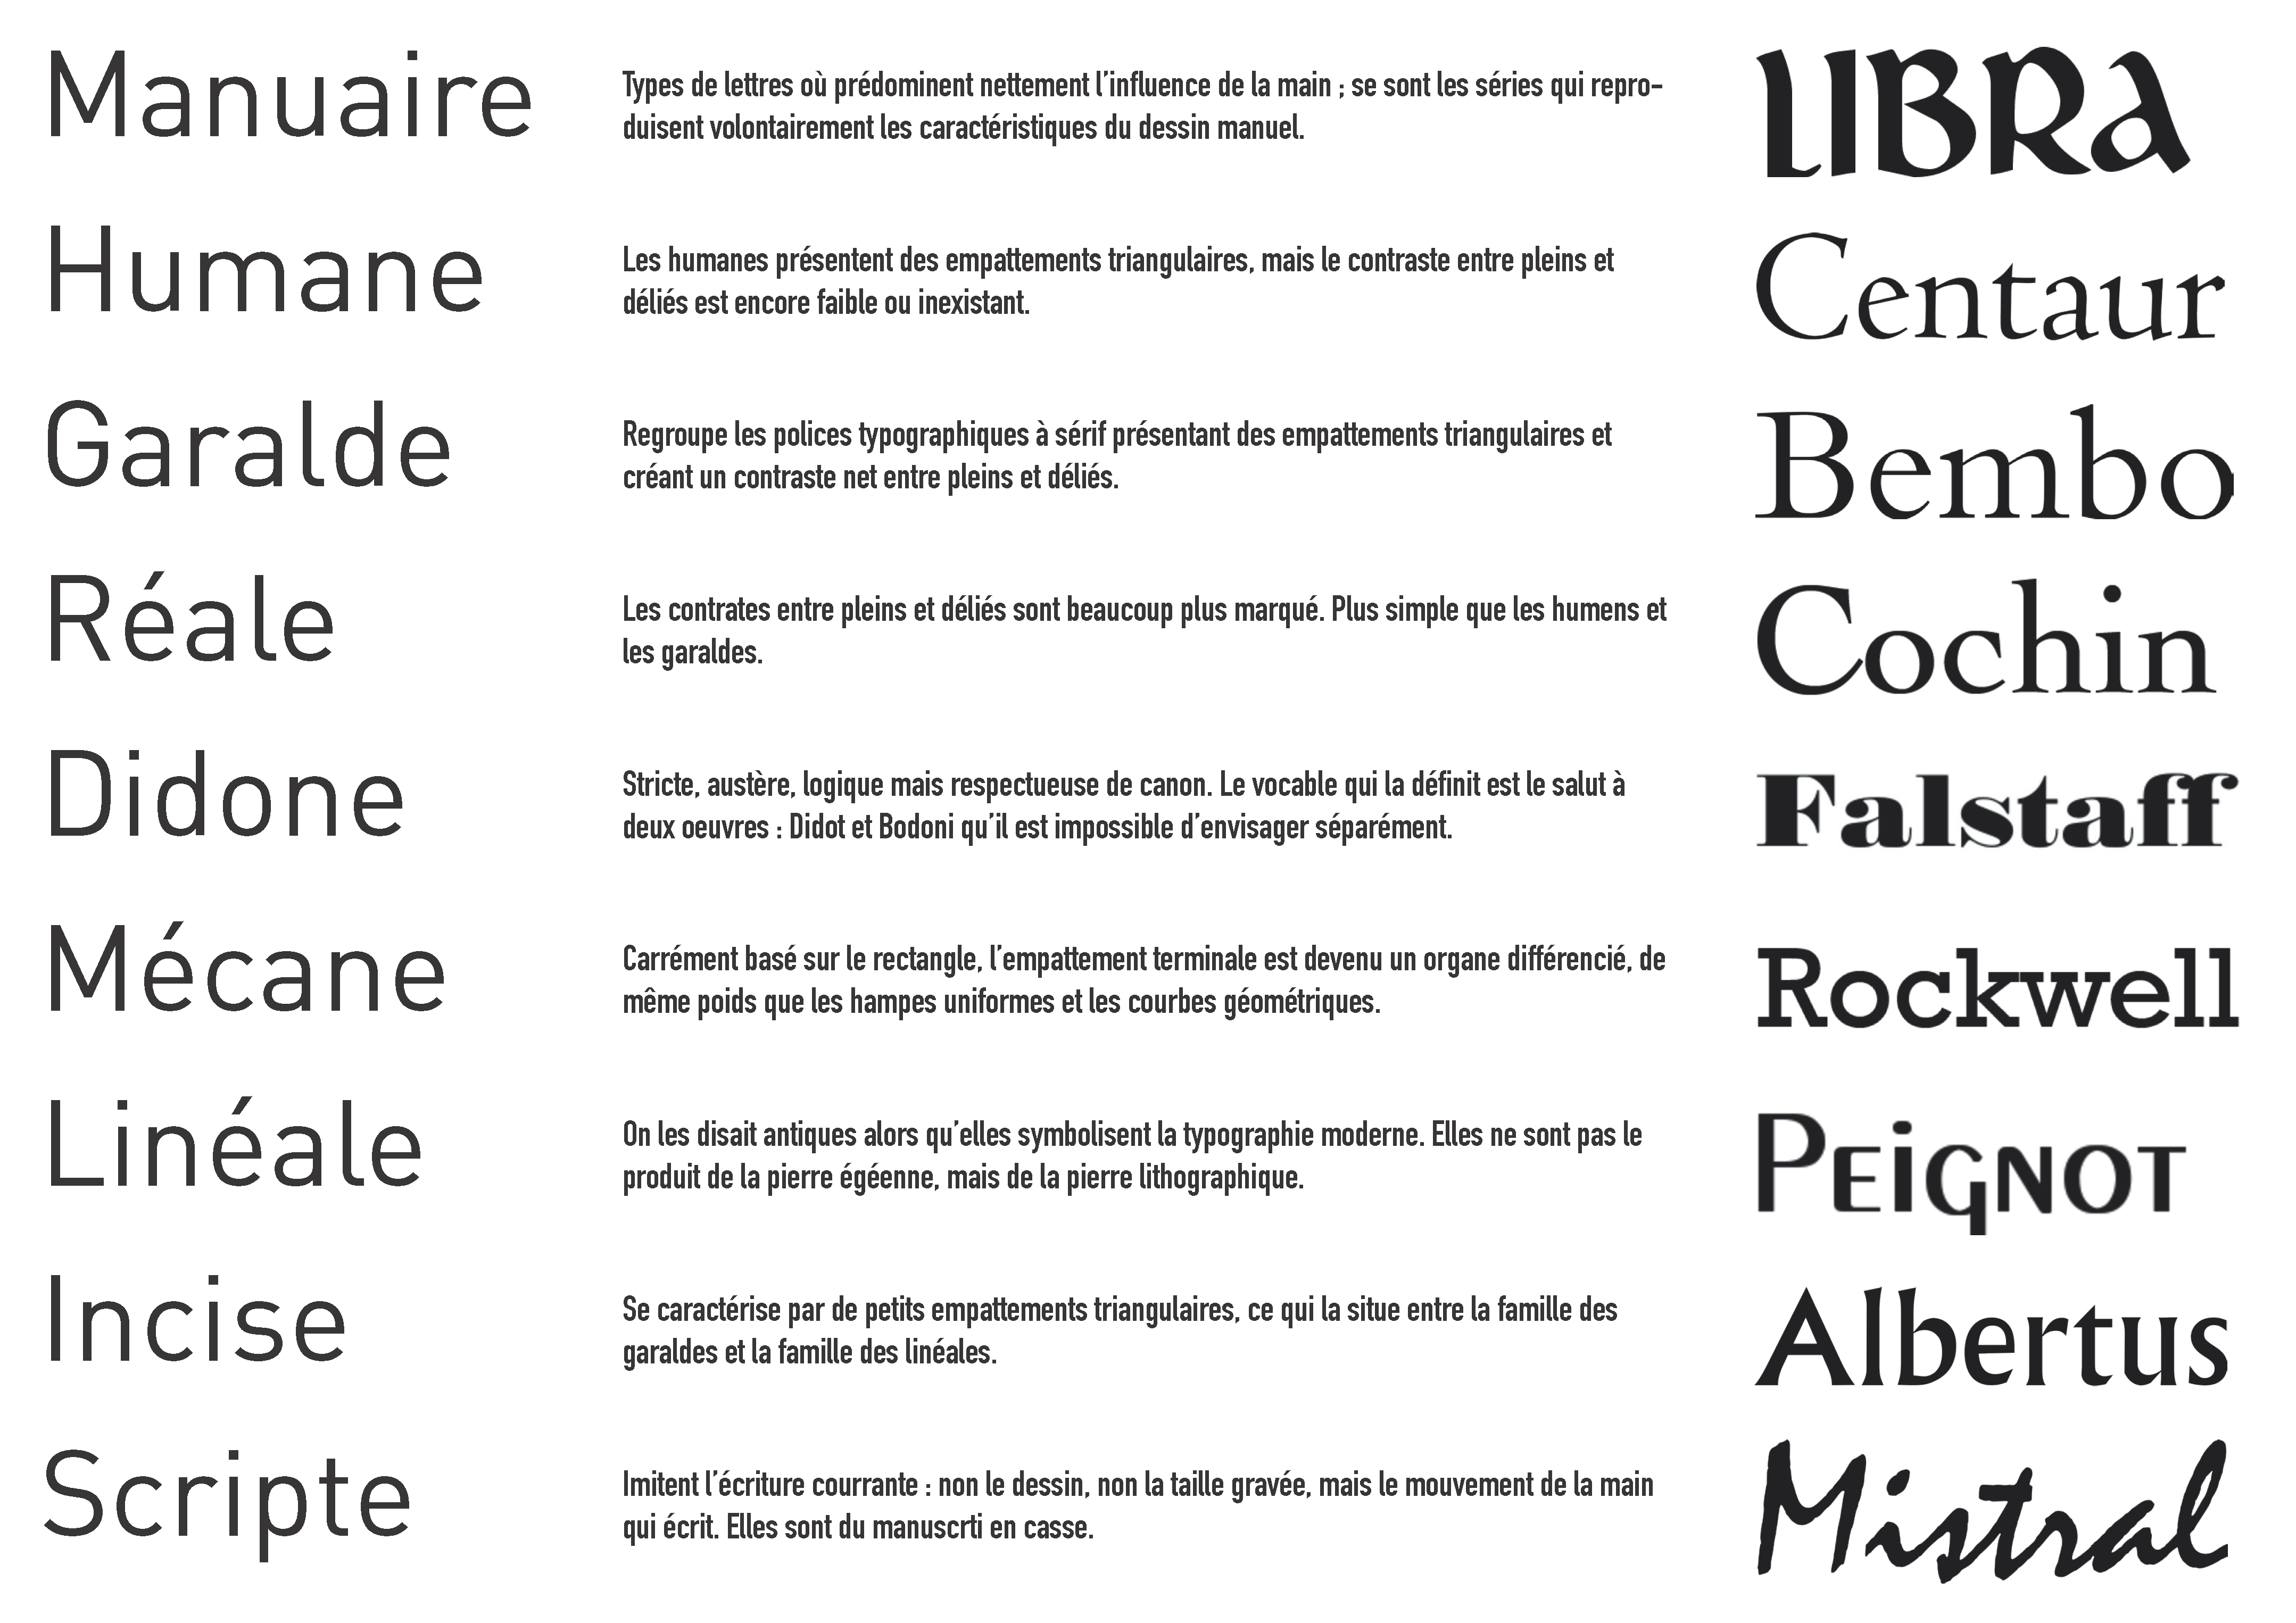 Manuaire
Types de lettres où prédominent nettement l’influence de la main ; se sont les séries qui repro-
duisent volontairement les caractéristiques du dessin manuel.
LIBRA
Humane
Les humanes présentent des empattements triangulaires, mais le contraste entre pleins et
déliés est encore faible ou inexistant.
Centaur
Garalde
Regroupe les polices typographiques à sérif présentant des empattements triangulaires et
créant un contraste net entre pleins et déliés.
Bembo
Réale
Les contrates entre pleins et déliés sont beaucoup plus marqué. Plus simple que les humens et
les garaldes.
Cochin
Didone
Stricte, austère, logique mais respectueuse de canon. Le vocable qui la définit est le salut à
deux oeuvres : Didot et Bodoni qu’il est impossible d’envisager séparément.
Falstaff
Mécane
Carrément basé sur le rectangle, l’empattement terminale est devenu un organe différencié, de
même poids que les hampes uniformes et les courbes géométriques.
Rockwell
Linéale
On les disait antiques alors qu’elles symbolisent la typographie moderne. Elles ne sont pas le
produit de la pierre égéenne, mais de la pierre lithographique.
Peignot
Incise
Se caractérise par de petits empattements triangulaires, ce qui la situe entre la famille des
garaldes et la famille des linéales.
Albertus
Scripte
Imitent l’écriture courrante : non le dessin, non la taille gravée, mais le mouvement de la main
qui écrit. Elles sont du manuscrti en casse.
Mistral